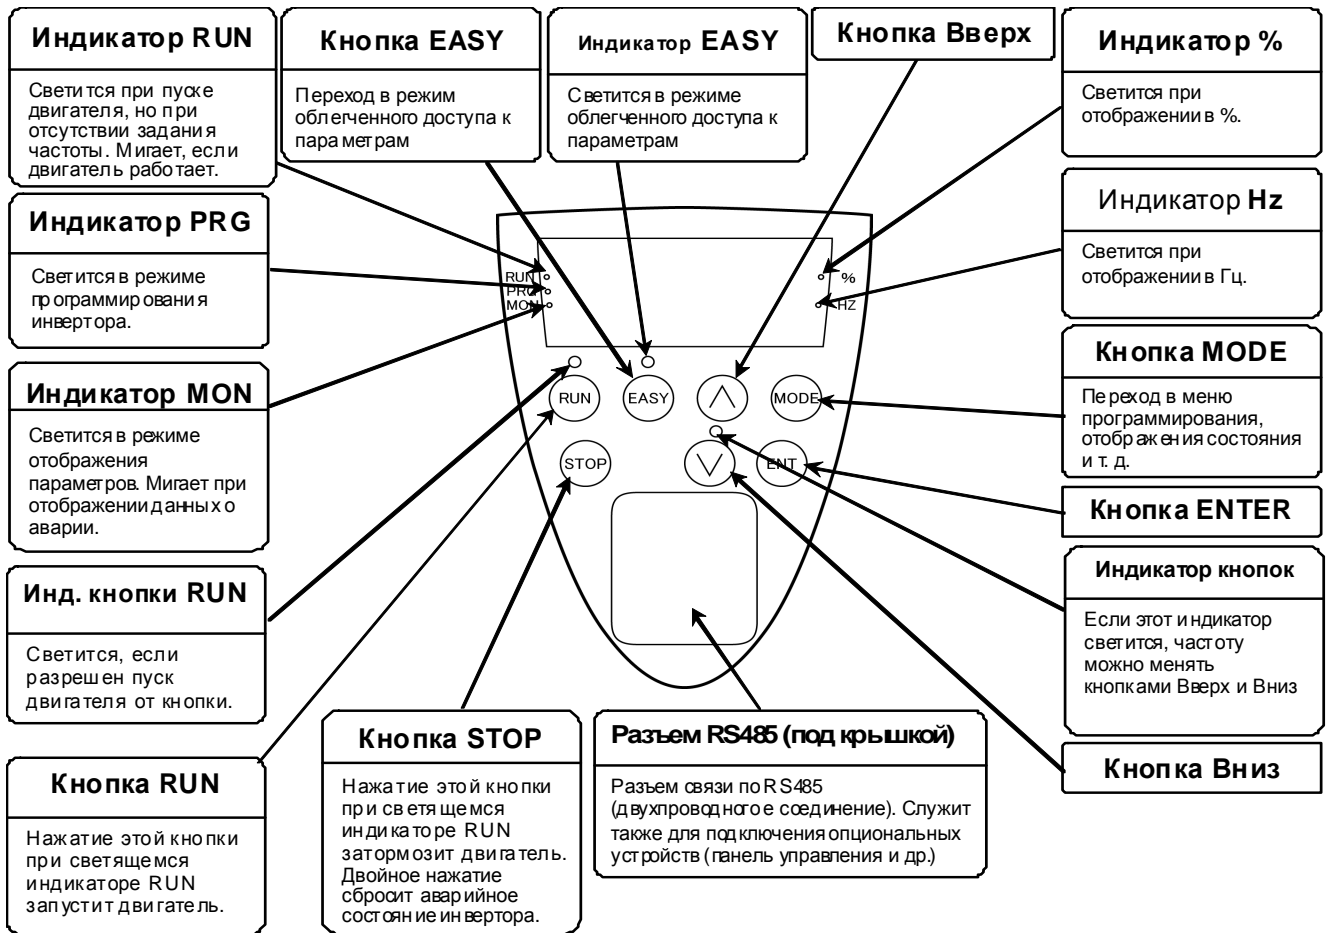 Индикатор RUN
Светится при пуске
двигателя, но при
отсутствии задания
частоты. Мигает, если
двигатель работает.
Кнопка EASY
Переход в режим
облегченного доступа к
параметрам
Индикатор EASY
Светится в режиме
облегченного доступа к
параметрам
Кнопка Вверх
Индикатор %
Светится при
отображении в %.
Индикатор PRG
Светится в режиме
программирования
инвертора.
Индикатор Hz
Светится при
отображении в Гц.
RUN
PRG
MON
%
HZ
Индикатор MON
Светится в режиме
отображения
параметров. Мигает при
отображении данных о
аварии.
RUN
EASY
MODE
STOP
ENT
Кнопка MODE
Переход в меню
программирования,
отображения состояния
и т. д.
Кнопка ENTER
Инд. кнопки RUN
Светится, если
разрешен пуск
двигателя от кнопки.
Индикатор кнопок
Если этот индикатор
светится, частоту
можно менять
кнопками Вверх и Вниз
Кнопка RUN
Нажатие этой кнопки
при светящемся
индикаторе RUN
запустит двигатель.
Кнопка STOP
Нажатие этой кнопки
при светящемся
индикаторе RUN
затормозит двигатель.
Двойное нажатие
сбросит аварийное
состояние инвертора.
Разъем RS485 (под крышкой)
Разъем связи по RS485
(двухпроводного е соединение). Служит
также для подключения опциональных
устройств (панель управления и др.)
Кнопка Вниз